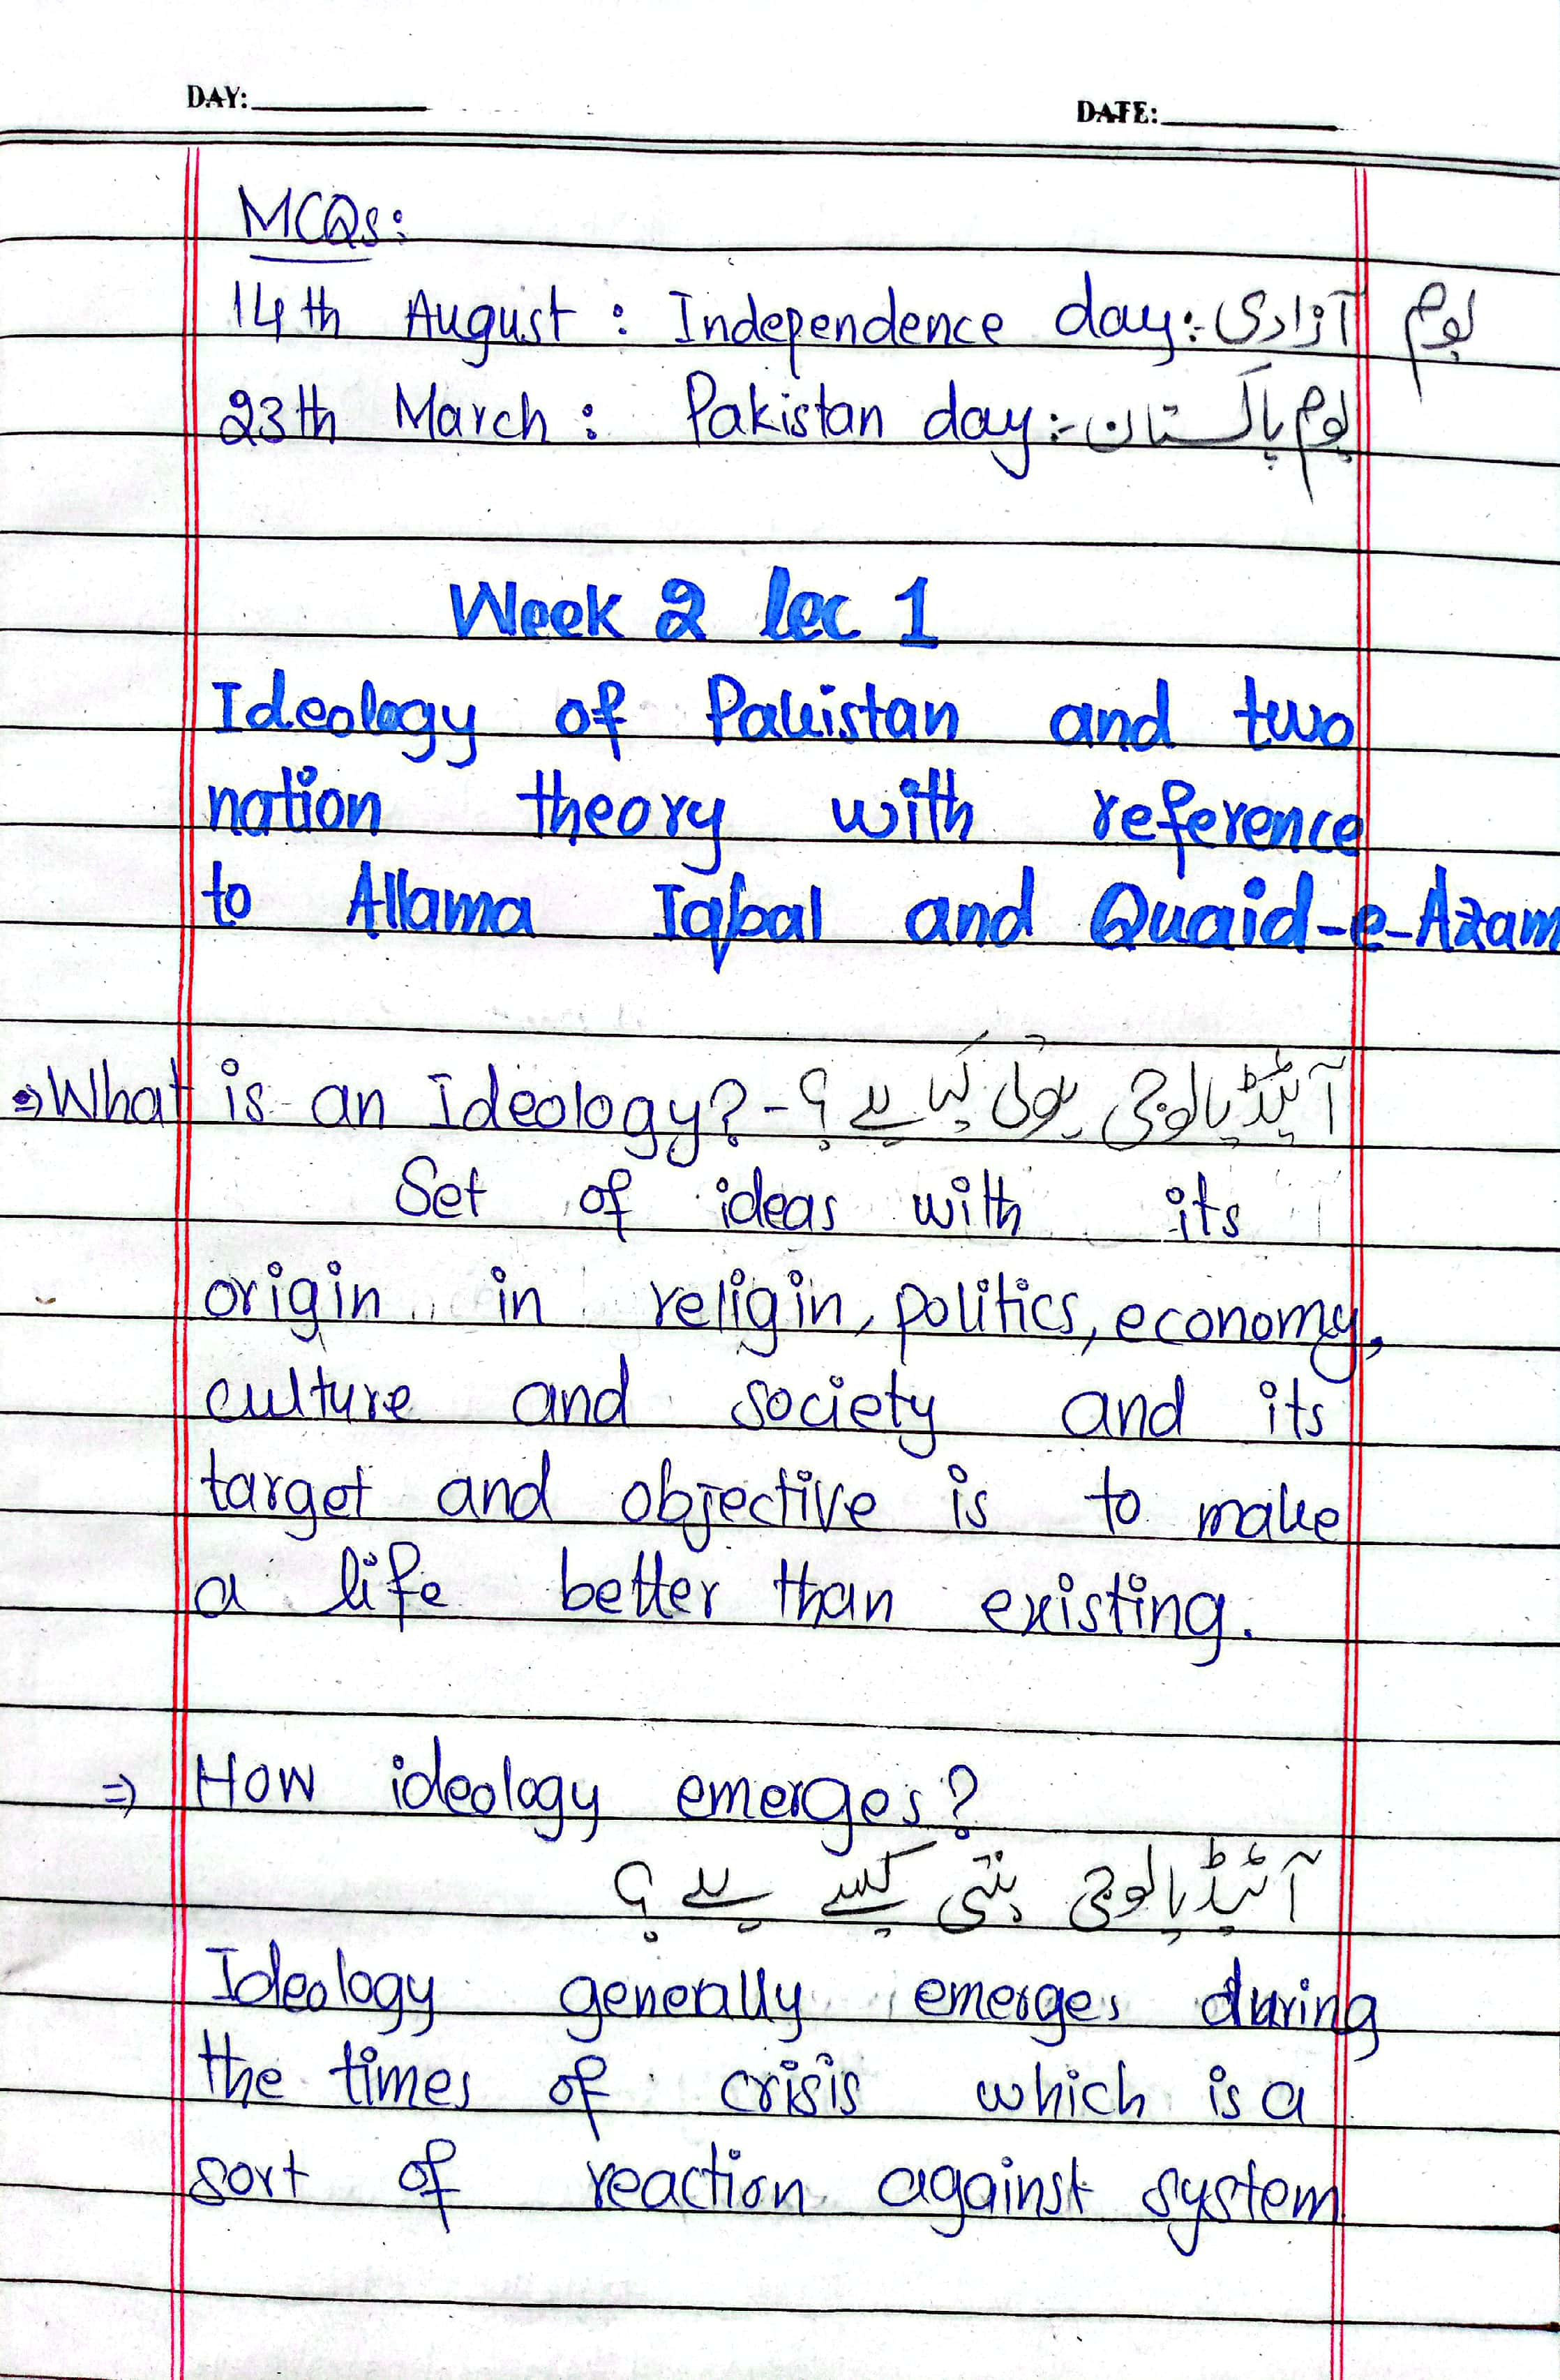 DAY: DATE:
MCQs:
14th August : Independence day:- یوم آزادی
23th March : Pakistan day:- یوم پاکستان
Week 2 lec 1
Ideology of Pakistan and two
nation theory with reference
to Allama Iqbal and Quaid-e-Azam
⇒ What is an Ideology? - آئیڈیالوجی ہوتی کیا ہے ؟
Set of ideas with its
origin in religin, politics, economy,
culture and society and its
target and objective is to make
a life better than existing.
⇒ How ideology emerges?
آئیڈیالوجی بنتی کیسے ہے ؟
Ideology generally emerges during
the times of crisis which is a
sort of reaction against system